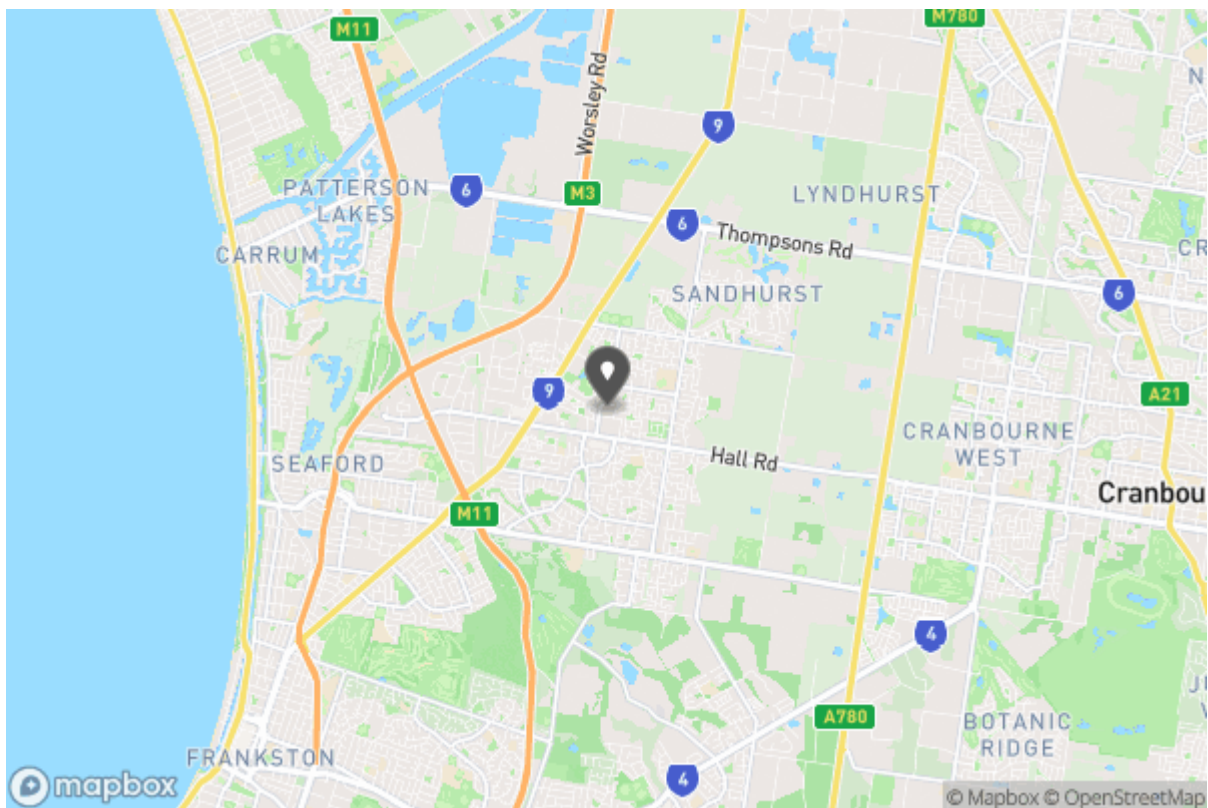 M11
M780
Worsley Rd
9
N
PATTERSON
LAKES
6
M3
LYNDHURST
6
Thompsons Rd
CARRUM
CR
SANDHURST
6
9
A21
CRANBOURNE
WEST
SEAFORD
Hall Rd
Cranbou
M11
4
JU
V
A780
BOTANIC
RIDGE
FRANKSTON
4
mapbox
© Mapbox © OpenStreetMap